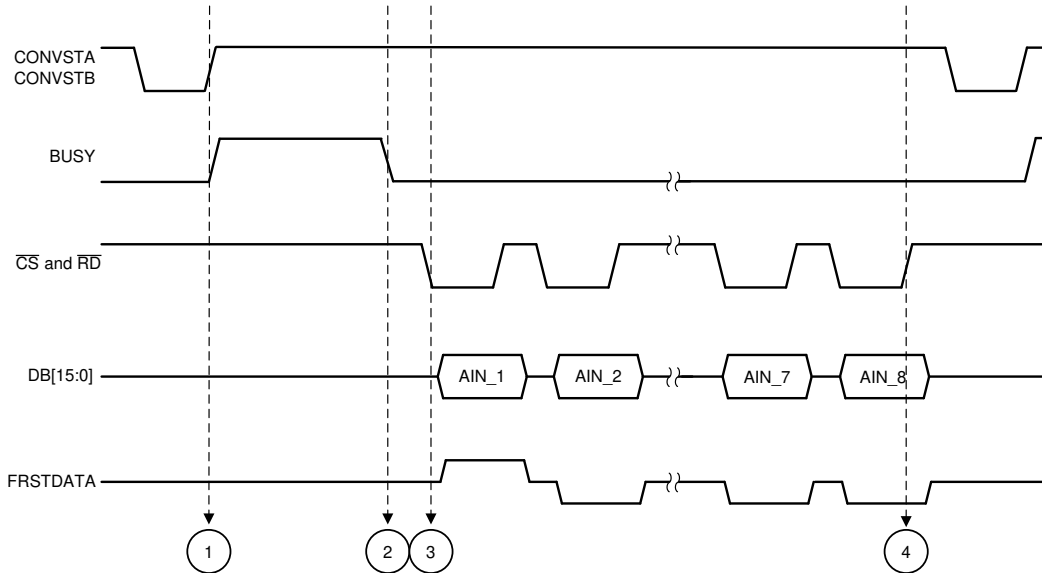 CONVSTA
CONVSTB
BUSY
CS and RD
DB[15:0]
AIN_1
AIN_2
AIN_7
AIN_8
FRSTDATA
1
2
3
4